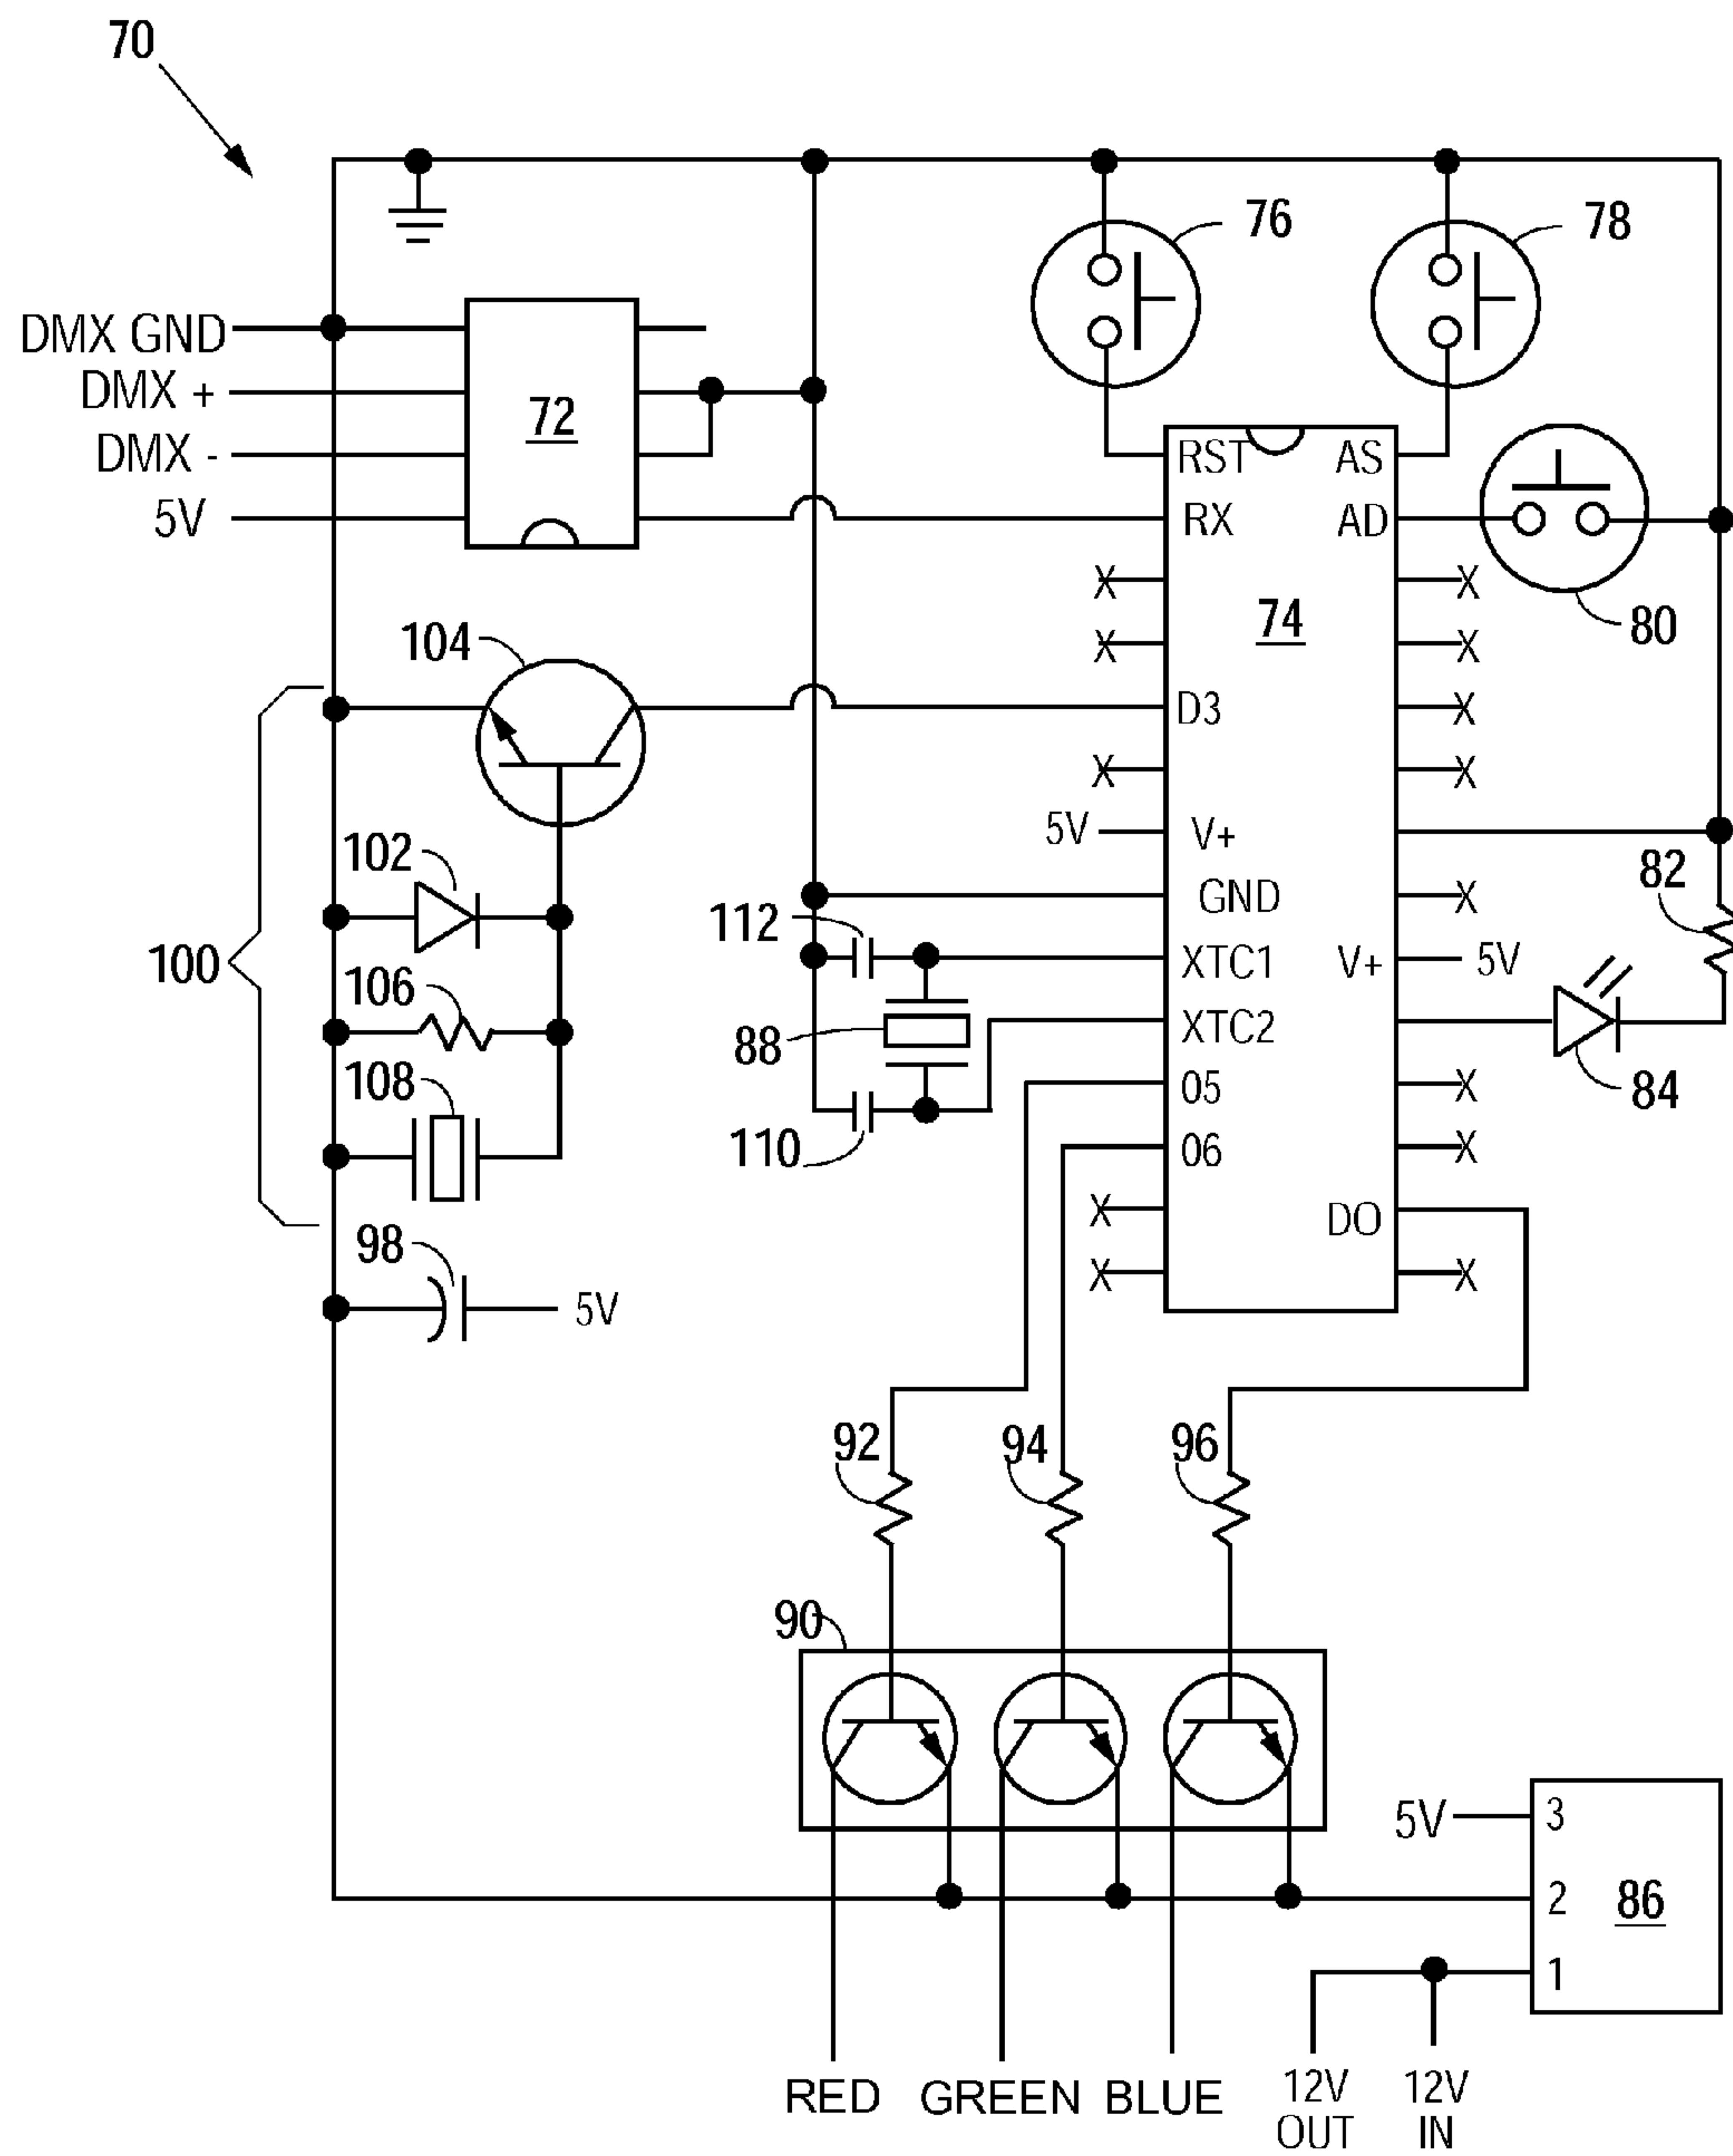 70
76
78
DMX GND
DMX +
DMX -
5V
72
RST
AS
RX
AD
X
X
74
80
X
X
104
D3
X
X
X
5V
V+
102
82
GND
X
112
100
XTC1
V+
5V
106
88
XTC2
84
108
05
X
110
06
X
X
DO
98
X
X
5V
92
94
96
90
5V
3
2
86
1
RED
GREEN
BLUE
12V
OUT
12V
IN